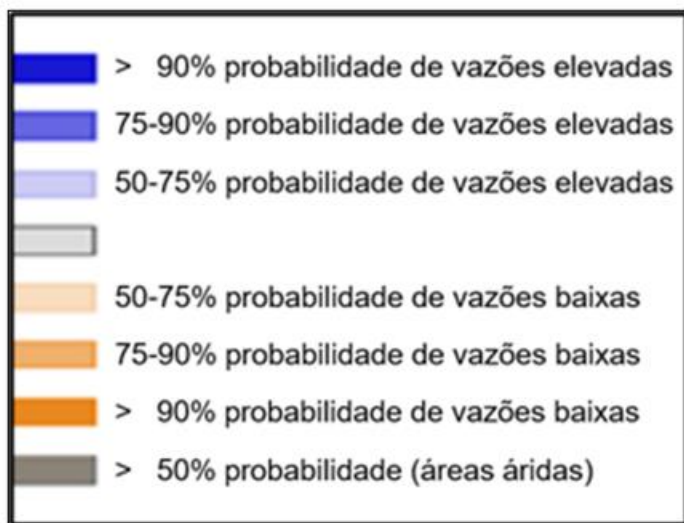 > 90% probabilidade de vazões elevadas
75-90% probabilidade de vazões elevadas
50-75% probabilidade de vazões elevadas
50-75% probabilidade de vazões baixas
75-90% probabilidade de vazões baixas
> 90% probabilidade de vazões baixas
> 50% probabilidade (áreas áridas)